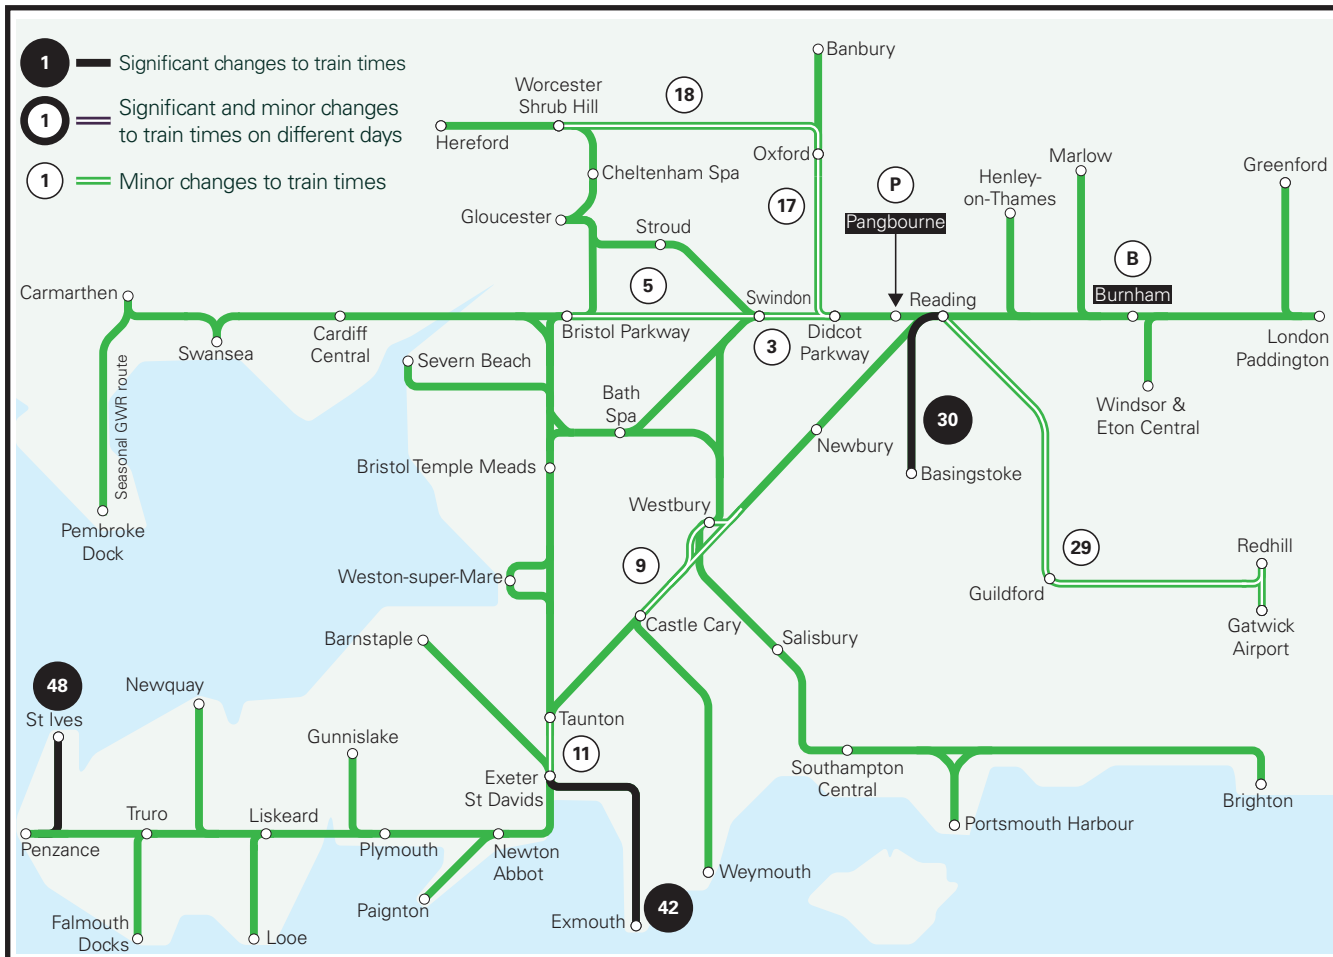 1
Significant changes to train times
1
Significant and minor changes
to train times on different days
1
Minor changes to train times
Banbury
Worcester
Shrub Hill
18
Hereford
Oxford
Marlow
Greenford
Henley-
on-Thames
Cheltenham Spa
P
17
Gloucester
Stroud
Pangbourne
B
Carmarthen
5
Swindon
Reading
Burnham
Swansea
Cardiff
Central
Bristol Parkway
3
Didcot
Parkway
London
Paddington
Severn Beach
Bath
Spa
Windsor &
Eton Central
30
Newbury
Seasonal GWR route
Bristol Temple Meads
Basingstoke
Westbury
Pembroke
Dock
29
Redhill
9
Weston-super-Mare
Guildford
Castle Cary
Gatwick
Airport
Barnstaple
Salisbury
48
Newquay
St Ives
Taunton
Gunnislake
11
Exeter
St Davids
Southampton
Central
Brighton
Truro
Liskeard
Portsmouth Harbour
Penzance
Plymouth
Newton
Abbot
Weymouth
Paignton
42
Falmouth
Docks
Looe
Exmouth